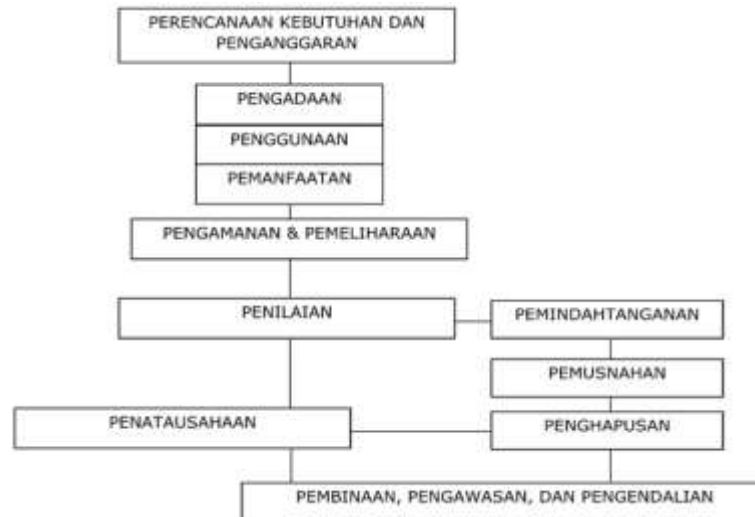 PERENCANAAN KEBUTUHAN DAN
PENGANGGARAN
PENGADAAN
PENGGUNAAN
PEMANFAATAN
PENGAMANAN & PEMELIHARAAN
PENILAIAN
PEMINDAHTANGANAN
PEMUSNAHAN
PENATAUSAHAAN
PENGHAPUSAN
PEMBINAAN, PENGAWASAN, DAN PENGENDALIAN